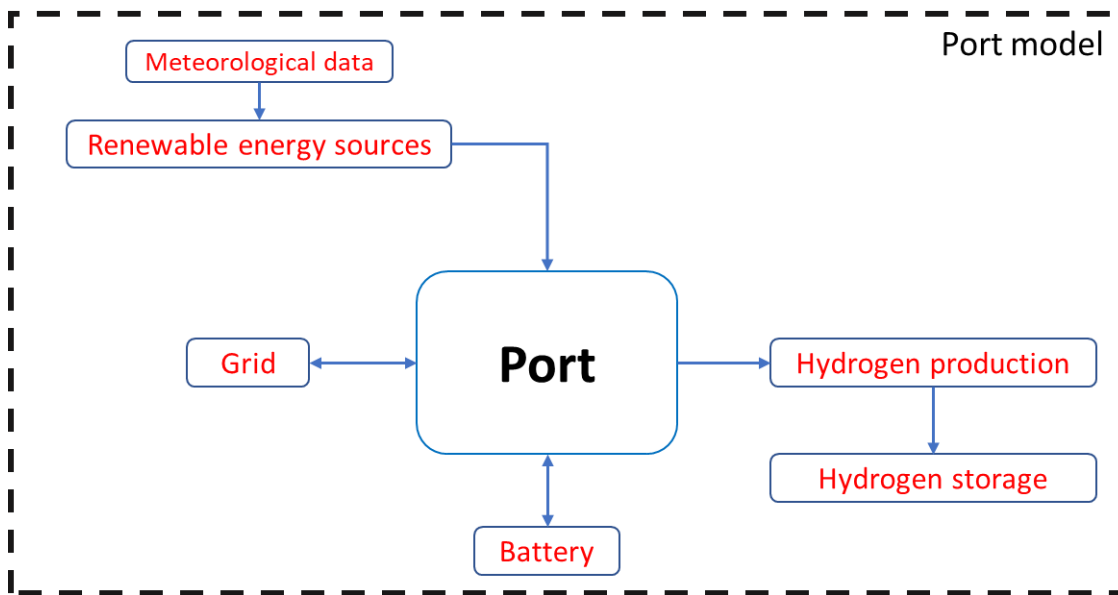 Port model
Meteorological data
Renewable energy sources
Grid
Port
Hydrogen production
Hydrogen storage
Battery